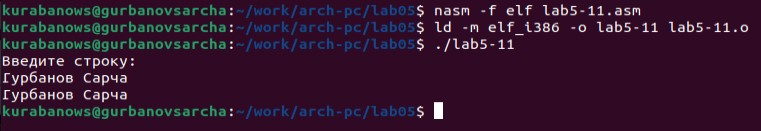 kurabanows@gurbanovsarcha:~/work/arch-pc/lab05$ nasm -f elf lab5-11.asm
kurabanows@gurbanovsarcha:~/work/arch-pc/lab05$ ld -m elf_i386 -o lab5-11 lab5-11.o
kurabanows@gurbanovsarcha:~/work/arch-pc/lab05$ ./lab5-11
Введите строку:
Гурбанов Сарча
Гурбанов Сарча
kurabanows@gurbanovsarcha:~/work/arch-pc/lab05$